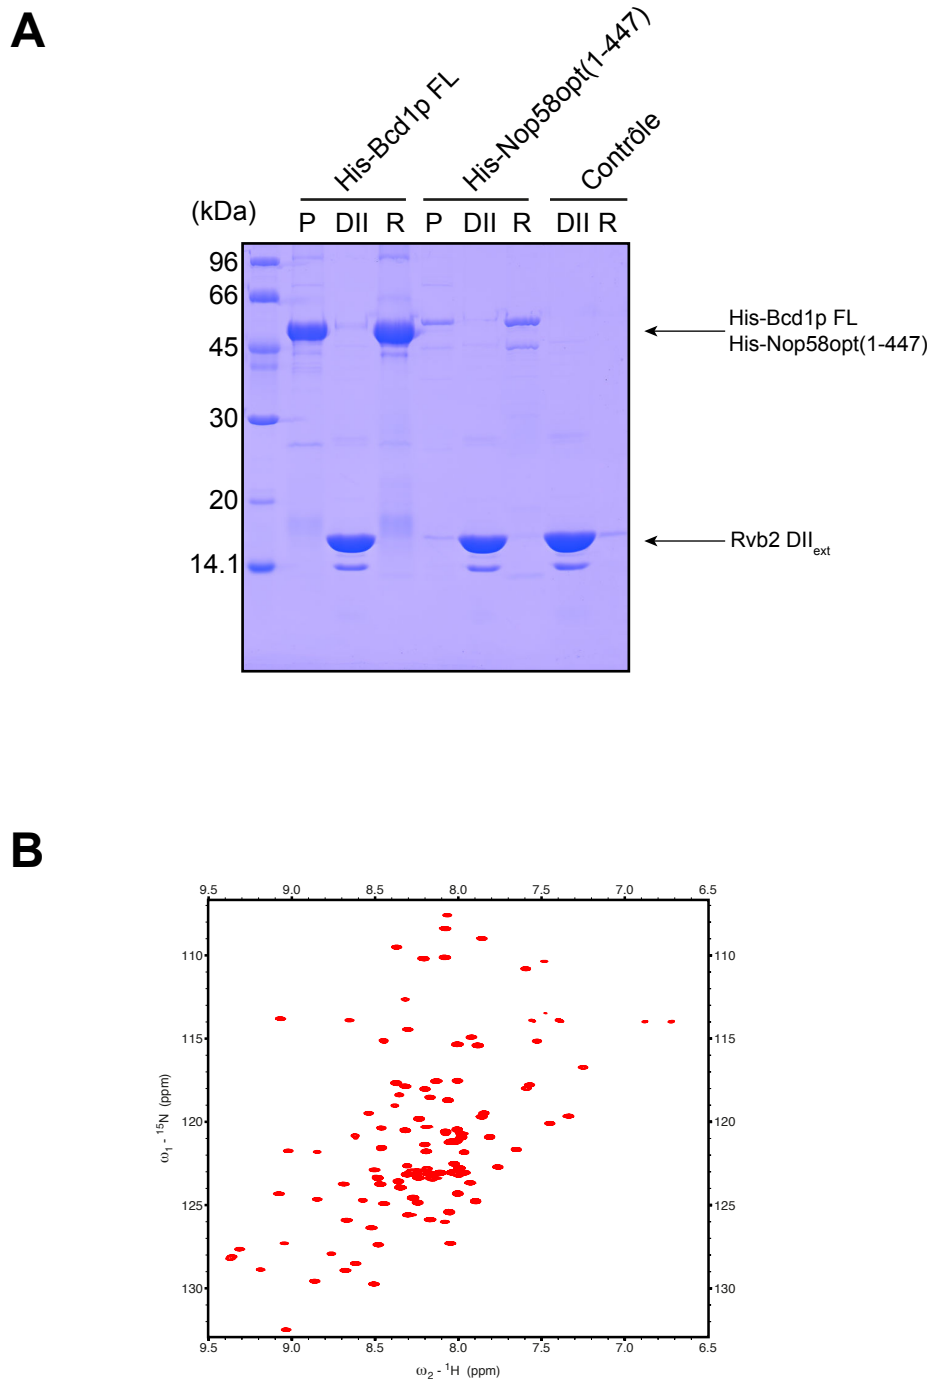 A
His-Bcd1p FL
His-Nop58opt(1-447)
Contrôle
(kDa)
P DII R P DII R DII R
96
66
45
30
20
14.1
His-Bcd1p FL
His-Nop58opt(1-447)
Rvb2 DIIext
B
9.5 9.0 8.5 8.0 7.5 7.0 6.5
110 110
115 115
120 120
125 125
130 130
ω1 - 15N (ppm)
9.5 9.0 8.5 8.0 7.5 7.0 6.5
ω2 - 1H (ppm)